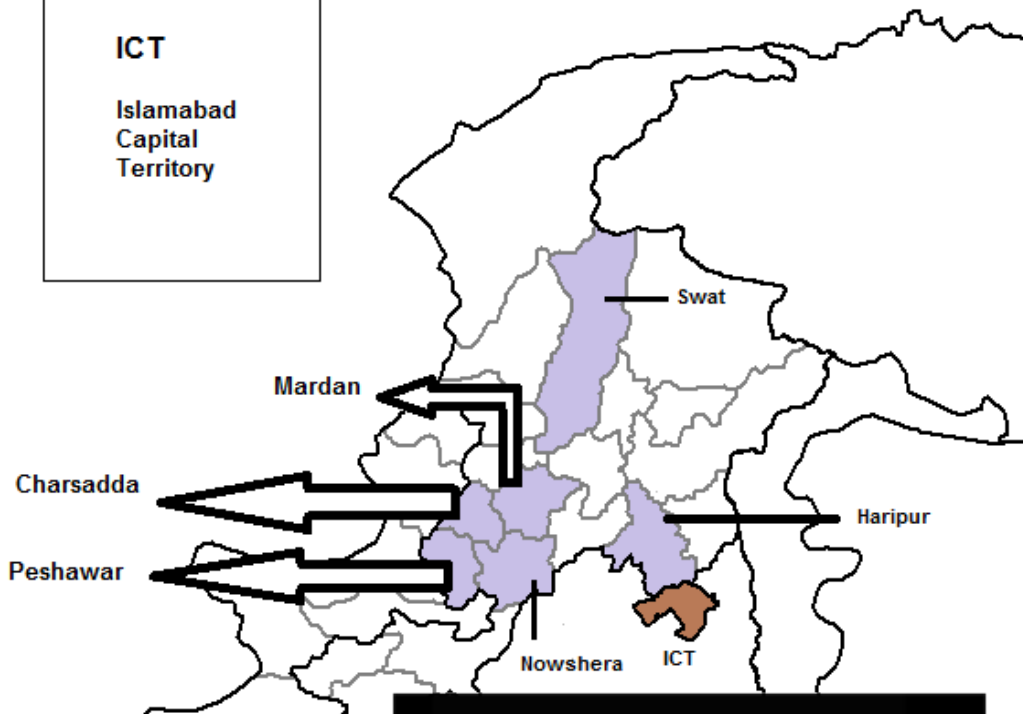 ICT
Islamabad
Capital
Territory
Swat
Mardan
Charsadda
Haripur
Peshawar
Nowshera
ICT